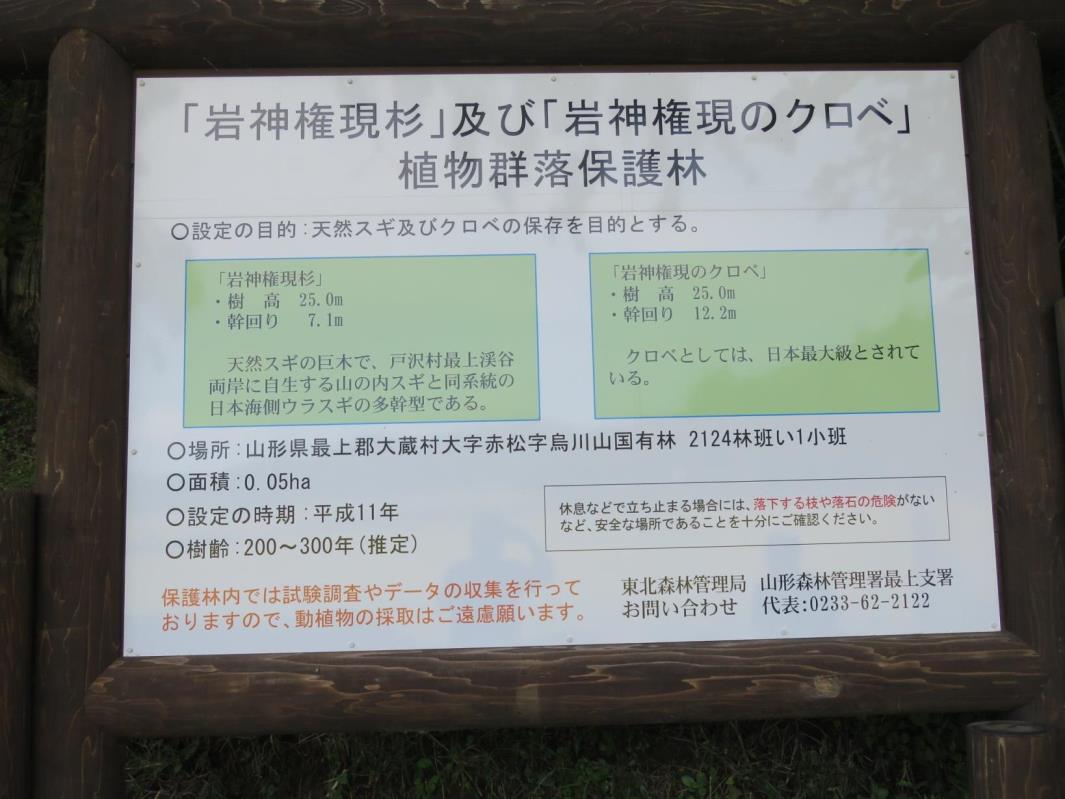 「岩神権現杉」及び「岩神権現のクロベ」
植物群落保護林
〇設定の目的：天然スギ及びクロベの保存を目的とする。
「岩神権現杉」
・樹　高　25.0m
・幹回り　7.1m
天然スギの巨木で、戸沢村最上渓谷
両岸に自生する山の内スギと同系統の
日本海側ウラスギの多幹型である。
「岩神権現のクロベ」
・樹　高　25.0m
・幹回り　12.2m
クロベとしては、日本最大級とされて
いる。
〇場所：山形県最上郡大蔵村大字赤松字烏川山国有林 2124林班い1小班
〇面積：0.05ha
〇設定の時期：平成11年
〇樹齢：200～300年（推定）
休息などで立ち止まる場合には、落下する枝や落石の危険がない
など、安全な場所であることを十分にご確認ください。
保護林内では試験調査やデータの収集を行って
おりますので、動植物の採取はご遠慮願います。
東北森林管理局　山形森林管理署最上支署
お問い合わせ　代表：0233-62-2122